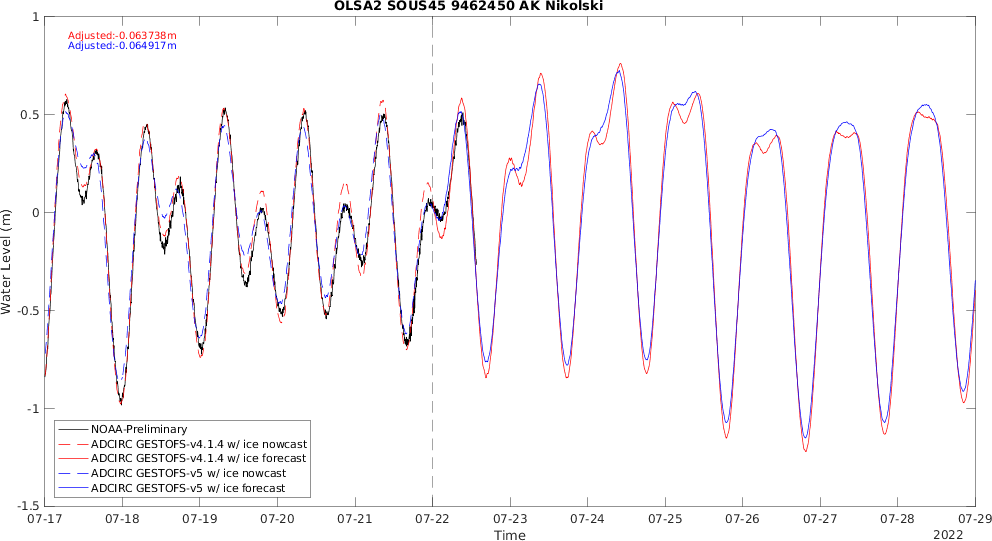 OLSA2 SOUS45 9462450 AK Nikolski
Adjusted:-0.063738m
Adjusted:-0.064917m
Water Level (m)
1
0.5
0
-0.5
-1
-1.5
NOAA-Preliminary
ADCIRC GESTOFS-v4.1.4 w/ ice nowcast
ADCIRC GESTOFS-v4.1.4 w/ ice forecast
ADCIRC GESTOFS-v5 w/ ice nowcast
ADCIRC GESTOFS-v5 w/ ice forecast
07-17 07-18 07-19 07-20 07-21 07-22 07-23 07-24 07-25 07-26 07-27 07-28 07-29
Time
2022